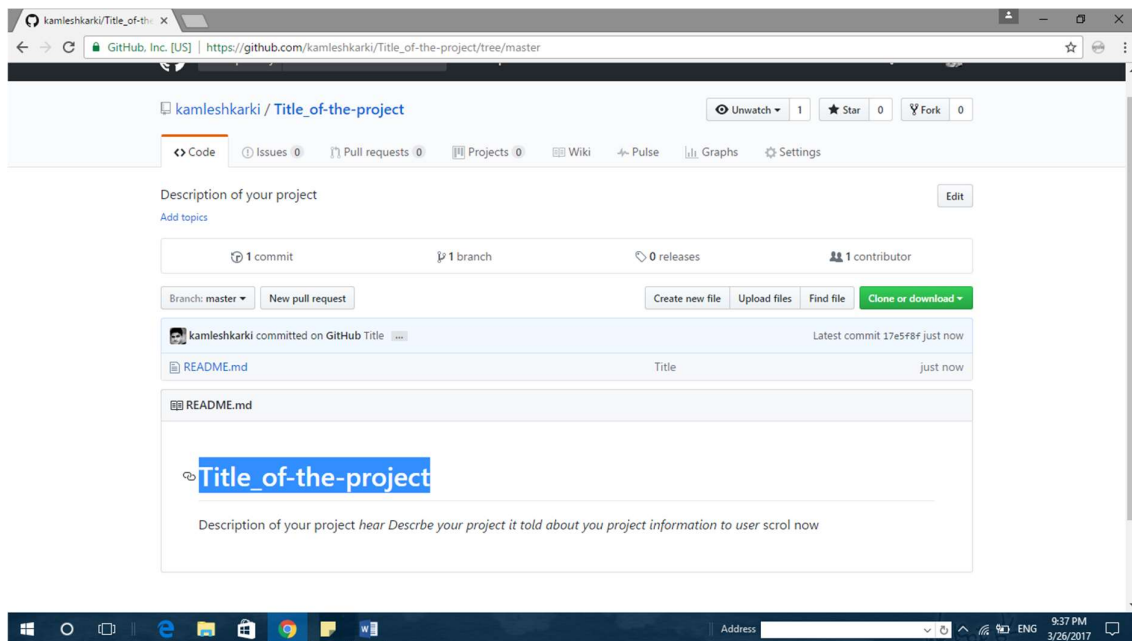 kamleshkarki/Title_of-the
GitHub, Inc. [US] | https://github.com/kamleshkarki/Title_of-the-project/tree/master
kamleshkarki / Title_of-the-project
Unwatch 1 Star 0 Fork 0
Code Issues 0 Pull requests 0 Projects 0 Wiki Pulse Graphs Settings
Description of your project Edit
Add topics
1 commit 1 branch 0 releases 1 contributor
Branch: master New pull request Create new file Upload files Find file Clone or download
kamleshkarki committed on GitHub Title ... Latest commit 17e5f8f just now
README.md Title just now
README.md
Title_of-the-project
Description of your project hear Descrbe your project it told about you project information to user scrol now
Address ENG 9:37 PM
3/26/2017